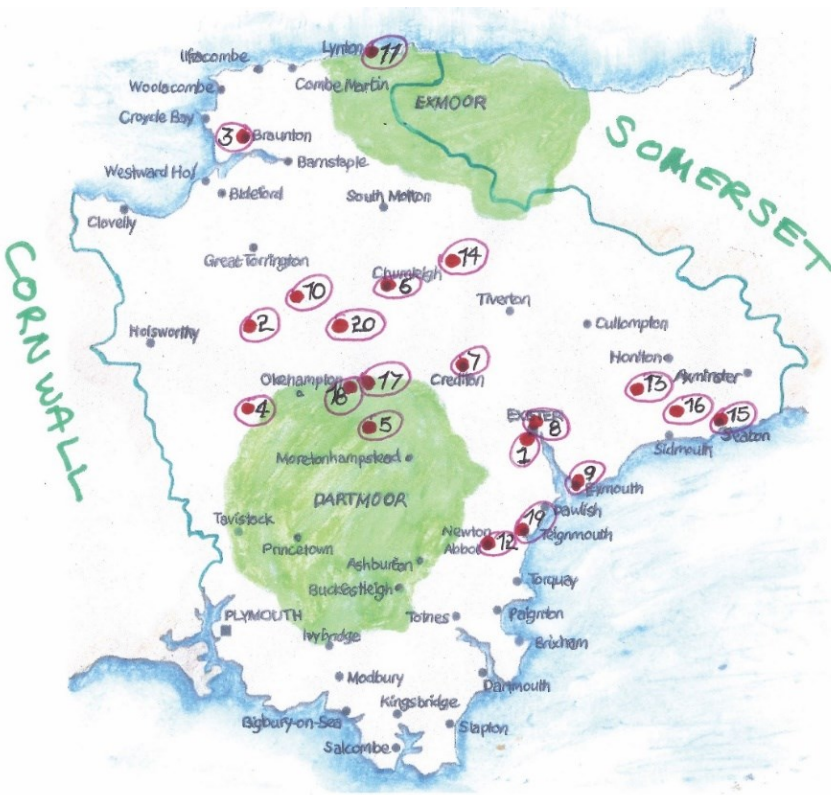 Ilfracombe
Lynton
11
Woolacombe
Combe Martin
EXMOOR
Croyde Bay
3
Braunton
SOMERSET
Barnstaple
Westward Ho!
Bideford
South Molton
Clovelly
Great Torrington
14
CORNWALL
Chumleigh
6
10
Tiverton
2
20
Cullompton
Holsworthy
Honiton
7
Crediton
Axminster
Okehampton
17
18
13
4
16
15
EXETER
8
5
Seaton
1
Sidmouth
Moretonhampstead
9
Exmouth
DARTMOOR
Dawlish
Tavistock
19
Newton
Abbot
12
Teignmouth
Princetown
Ashburton
Buckfastleigh
Torquay
PLYMOUTH
Totnes
Paignton
Ivybridge
Brixham
Modbury
Dartmouth
Kingsbridge
Bigbury-on-Sea
Slapton
Salcombe